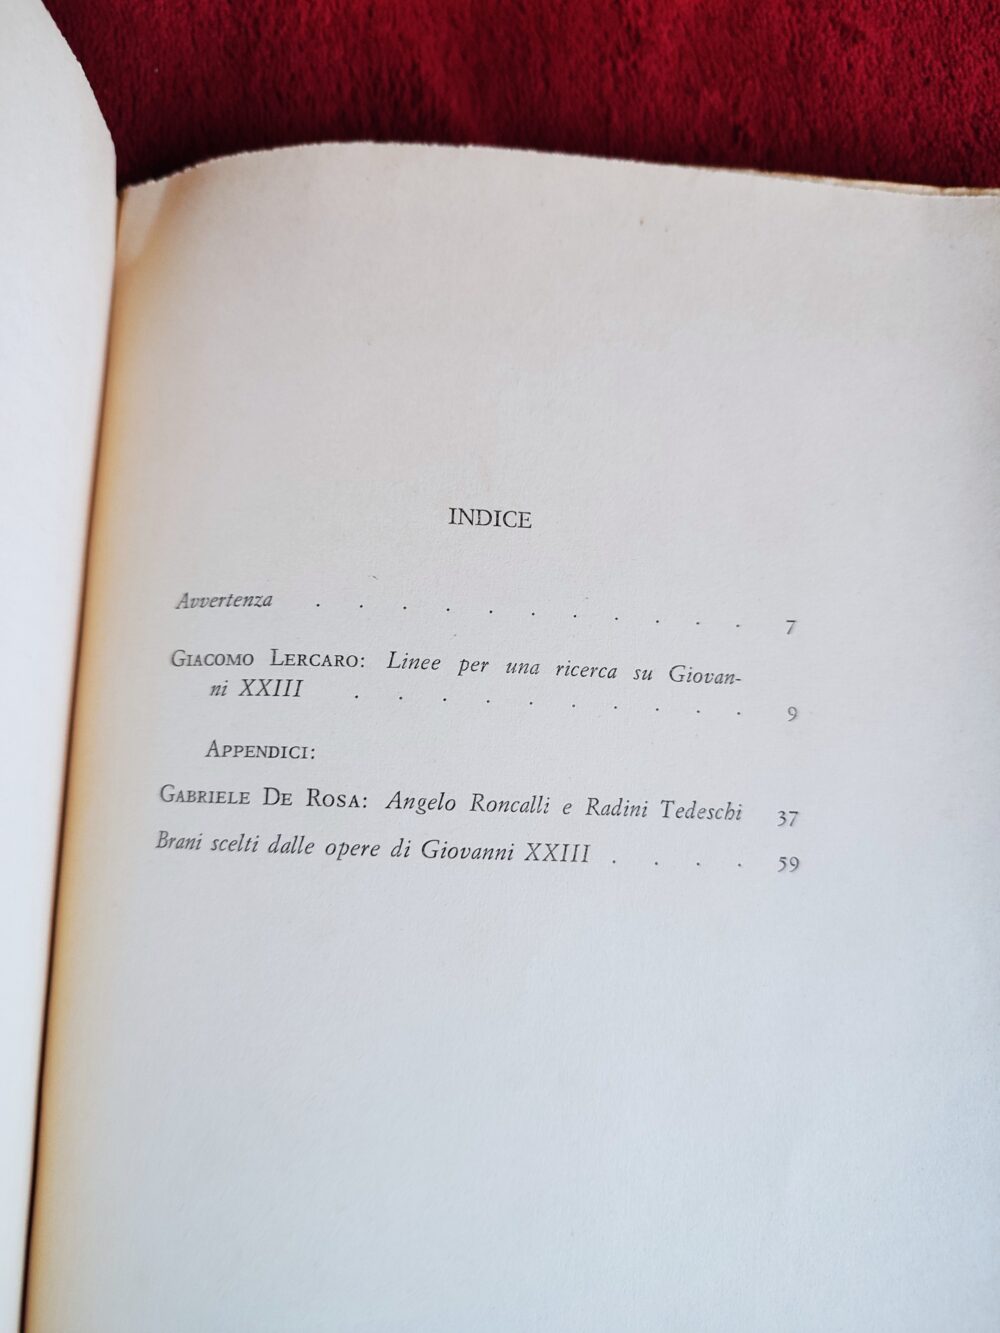 INDICE
Avvertenza . . . . . . . . . . . 7
GIACOMO LERCARO: Linee per una ricerca su Giovan-
ni XXIII . . . . . . . . . . 9
APPENDICI:
GABRIELE DE ROSA: Angelo Roncalli e Radini Tedeschi 37
Brani scelti dalle opere di Giovanni XXIII . . . . 59